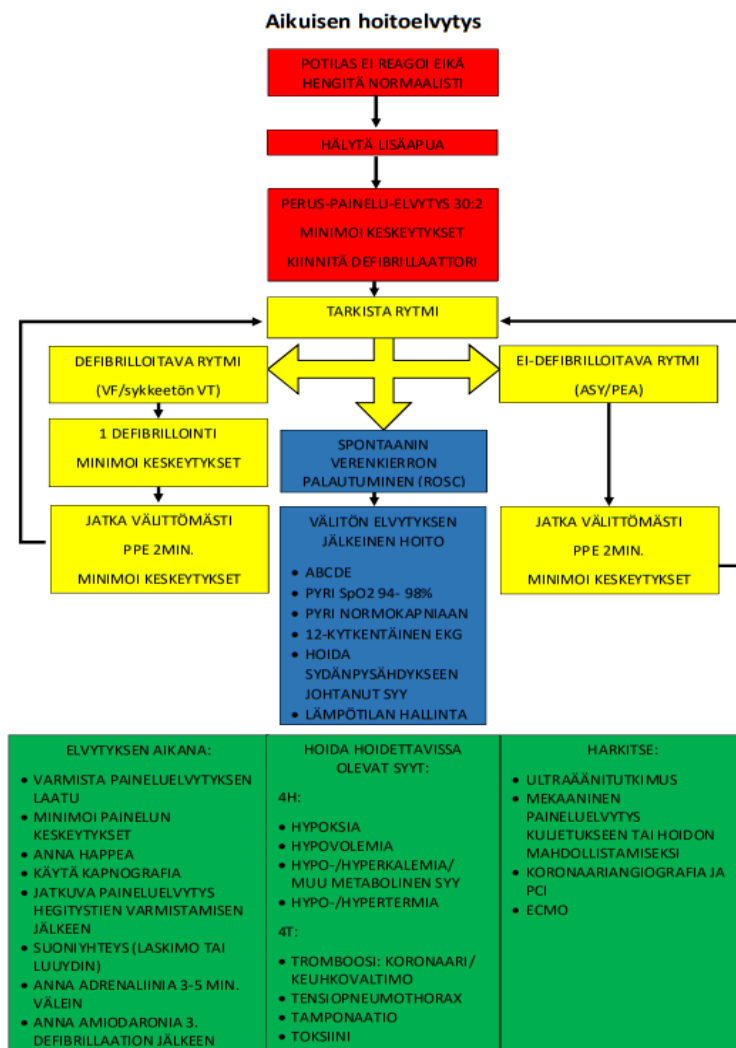 Aikuisen hoitoelvytys
POTILAS EI REAGOI EIKÄ
HENGITÄ NORMAALISTI
HÄLYTÄ LISÄAPUA
PERUS-PAINELU-ELVYTYS 30:2
MINIMOI KESKEYTYKSET
KIINNITÄ DEFIBRILLAATTORI
TARKISTA RYTMI
DEFIBRILLOITAVA RYTMI
(VF/sykkeetön VT)
EI-DEFIBRILLOITAVA RYTMI
(ASY/PEA)
1 DEFIBRILLOINTI
MINIMOI KESKEYTYKSET
SPONTAANIN
VERENKIERRON
PALAUTUMINEN (ROSC)
JATKA VÄLITTÖMÄSTI
PPE 2MIN.
MINIMOI KESKEYTYKSET
VÄLITÖN ELVYTYKSEN
JÄLKEINEN HOITO
• ABCDE
• PYRI SpO2 94- 98%
• PYRI NORMOKAPNIAAN
• 12-KYTKENTÄINEN EKG
• HOIDA
SYDÄNPYSÄHDYKSEEN
JOHTANUT SYY
• LÄMPÖTILAN HALLINTA
JATKA VÄLITTÖMÄSTI
PPE 2MIN.
MINIMOI KESKEYTYKSET
ELVYTYKSEN AIKANA:
• VARMISTA PAINELUELVYTYKSEN
LAATU
• MINIMOI PAINELUN
KESKEYTYKSET
• ANNA HAPPEA
• KÄYTÄ KAPNOGRAFIA
• JATKUVA PAINELUELVYTYS
HEGITYSTIEN VARMISTAMISEN
JÄLKEEN
• SUONIYHTEYS (LASKIMO TAI
LUUYDIN)
• ANNA ADRENALIINIA 3-5 MIN.
VÄLEIN
• ANNA AMIODARONIA 3.
DEFIBRILLAATION JÄLKEEN
HOIDA HOIDETTAVISSA
OLEVAT SYYT:
4H:
• HYPOKSIA
• HYPOVOLEMIA
• HYPO-/HYPERKALEMIA/
MUU METABOLINEN SYY
• HYPO-/HYPERTERMIA
4T:
• TROMBOOSI: KORONAARI/
KEUHKOVALTIMO
• TENSIOPNEUMOTHORAX
• TAMPONAATIO
• TOKSIINI
HARKITSE:
• ULTRAÄÄNITUTKIMUS
• MEKAANINEN
PAINELUELVYTYS
KULJETUKSEEN TAI HOIDON
MAHDOLLISTAMISEKSI
• KORONAARIANGIOGRAFIA JA
PCI
• ECMO